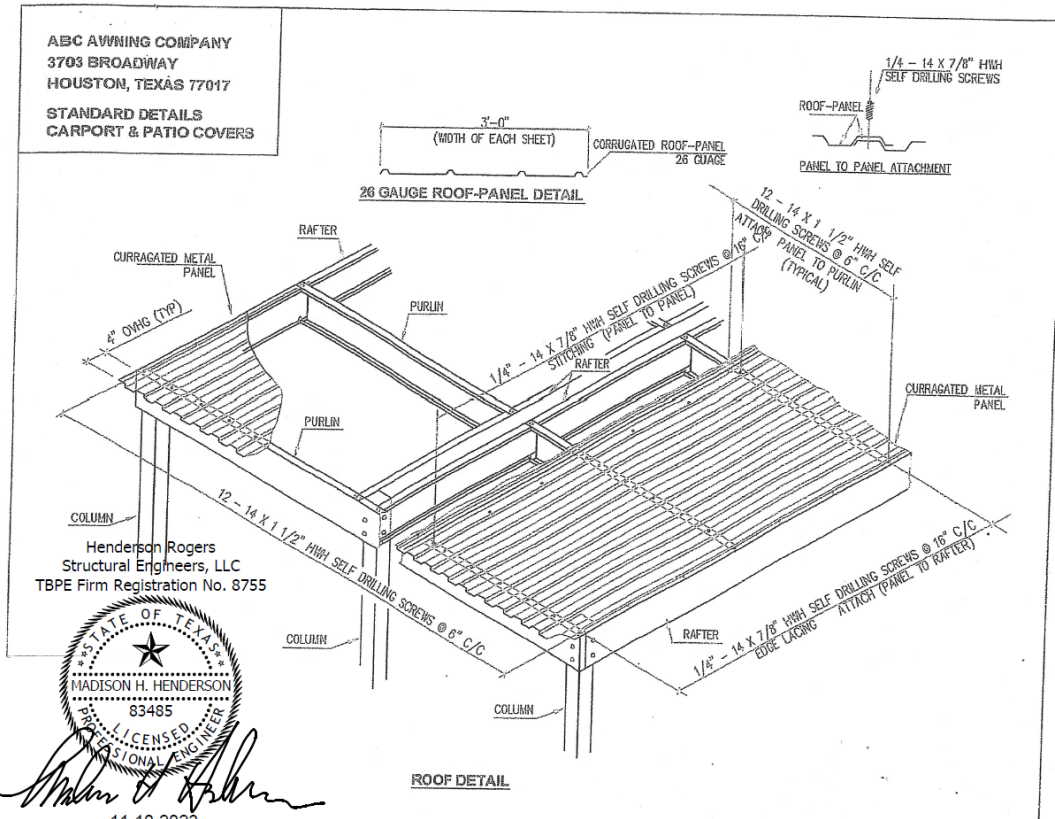 ABC AWNING COMPANY
3703 BROADWAY
HOUSTON, TEXAS 77017
STANDARD DETAILS
CARPORT & PATIO COVERS
3'-0"
(WIDTH OF EACH SHEET)
CORRUGATED ROOF-PANEL
26 GUAGE
26 GAUGE ROOF-PANEL DETAIL
1/4 - 14 X 7/8" HWH
SELF DRILLING SCREWS
ROOF-PANEL
PANEL TO PANEL ATTACHMENT
RAFTER
CURRAGATED METAL
PANEL
4" OVHG (TYP)
PURLIN
PURLIN
1/4" - 14 X 7/8" HWH SELF DRILLING SCREWS @ 16"
STITCHING (PANEL TO PANEL)
RAFTER
12 - 14 X 1 1/2" HWH SELF
DRILLING SCREWS @ 6" C/C
ATTACH PANEL TO PURLIN
(TYPICAL)
CURRAGATED METAL
PANEL
COLUMN
12 - 14 X 1 1/2" HWH SELF DRILLING SCREWS @ 6" C/C
Henderson Rogers
Structural Engineers, LLC
TBPE Firm Registration No. 8755
STATE OF TEXAS
MADISON H. HENDERSON
83485
LICENSED
PROFESSIONAL ENGINEER
COLUMN
1/4" - 14 X 7/8" HWH SELF DRILLING SCREWS @ 16" C/C
EDGE LACING ATTACH (PANEL TO RAFTER)
RAFTER
COLUMN
ROOF DETAIL